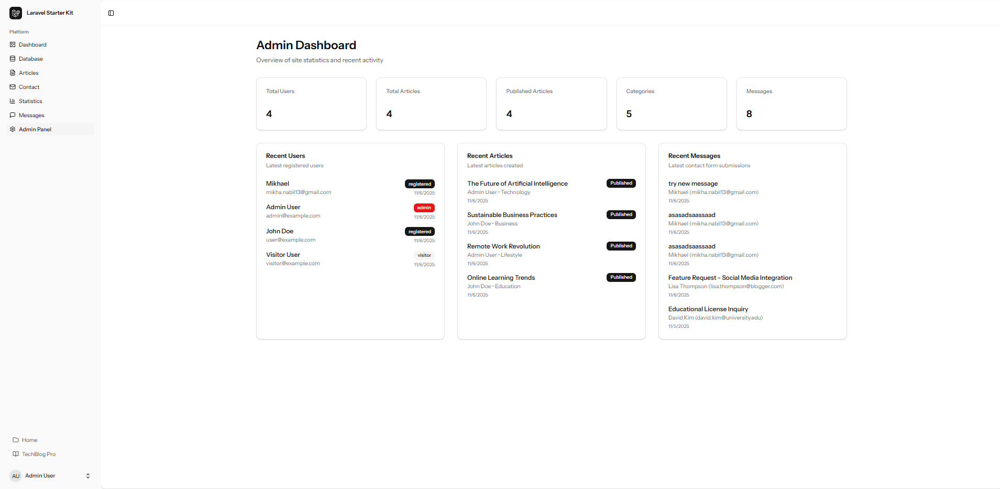 Laravel Starter Kit
Platform
Dashboard
Database
Articles
Contact
Statistics
Messages
Admin Panel
Home
TechBlog Pro
AU Admin User
Admin Dashboard
Overview of site statistics and recent activity
Total Users
4
Total Articles
4
Published Articles
4
Categories
5
Messages
8
Recent Users
Latest registered users
Mikhael registered
mikha.nabil13@gmail.com 11/6/2025
Admin User admin
admin@example.com 11/6/2025
John Doe registered
user@example.com 11/6/2025
Visitor User visitor
visitor@example.com 11/6/2025
Recent Articles
Latest articles created
The Future of Artificial Intelligence Published
Admin User • Technology
11/6/2025
Sustainable Business Practices Published
John Doe • Business
11/6/2025
Remote Work Revolution Published
Admin User • Lifestyle
11/6/2025
Online Learning Trends Published
John Doe • Education
11/6/2025
Recent Messages
Latest contact form submissions
try new message
Mikhael (mikha.nabil13@gmail.com)
11/6/2025
asasadsaassaad
Mikhael (mikha.nabil13@gmail.com)
11/6/2025
asasadsaassaad
Mikhael (mikha.nabil13@gmail.com)
11/6/2025
Feature Request - Social Media Integration
Lisa Thompson (lisa.thompson@blogger.com)
11/6/2025
Educational License Inquiry
David Kim (david.kim@university.edu)
11/5/2025